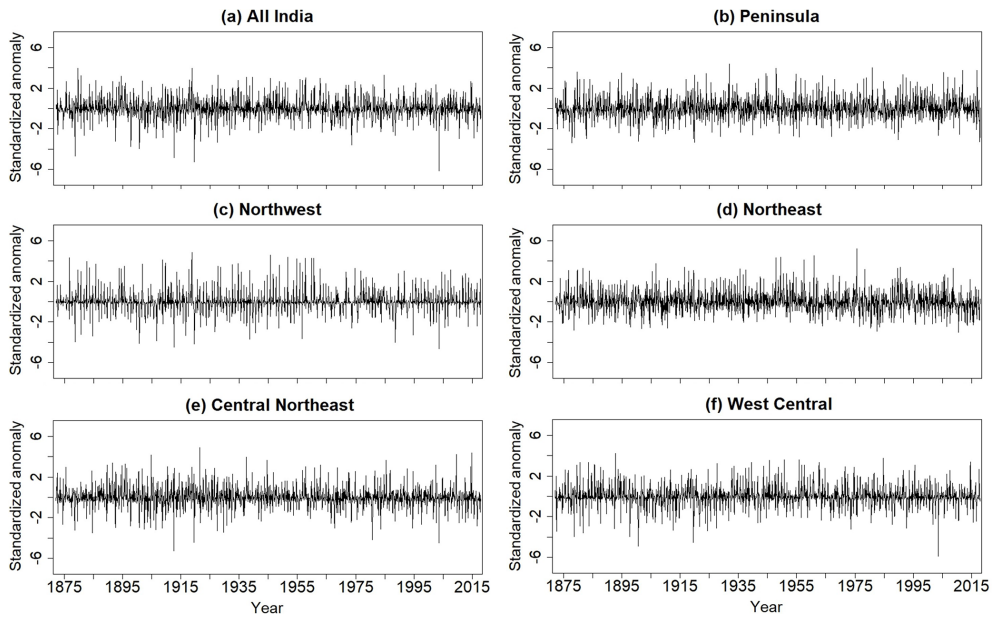 (a) All India
(b) Peninsula
Standardized anomaly
6
2
-2
-6
Standardized anomaly
6
2
-2
-6
(c) Northwest
(d) Northeast
Standardized anomaly
6
2
-2
-6
Standardized anomaly
6
2
-2
-6
(e) Central Northeast
(f) West Central
Standardized anomaly
6
2
-2
-6
Standardized anomaly
6
2
-2
-6
1875 1895 1915 1935 1955 1975 1995 2015
1875 1895 1915 1935 1955 1975 1995 2015
Year
Year